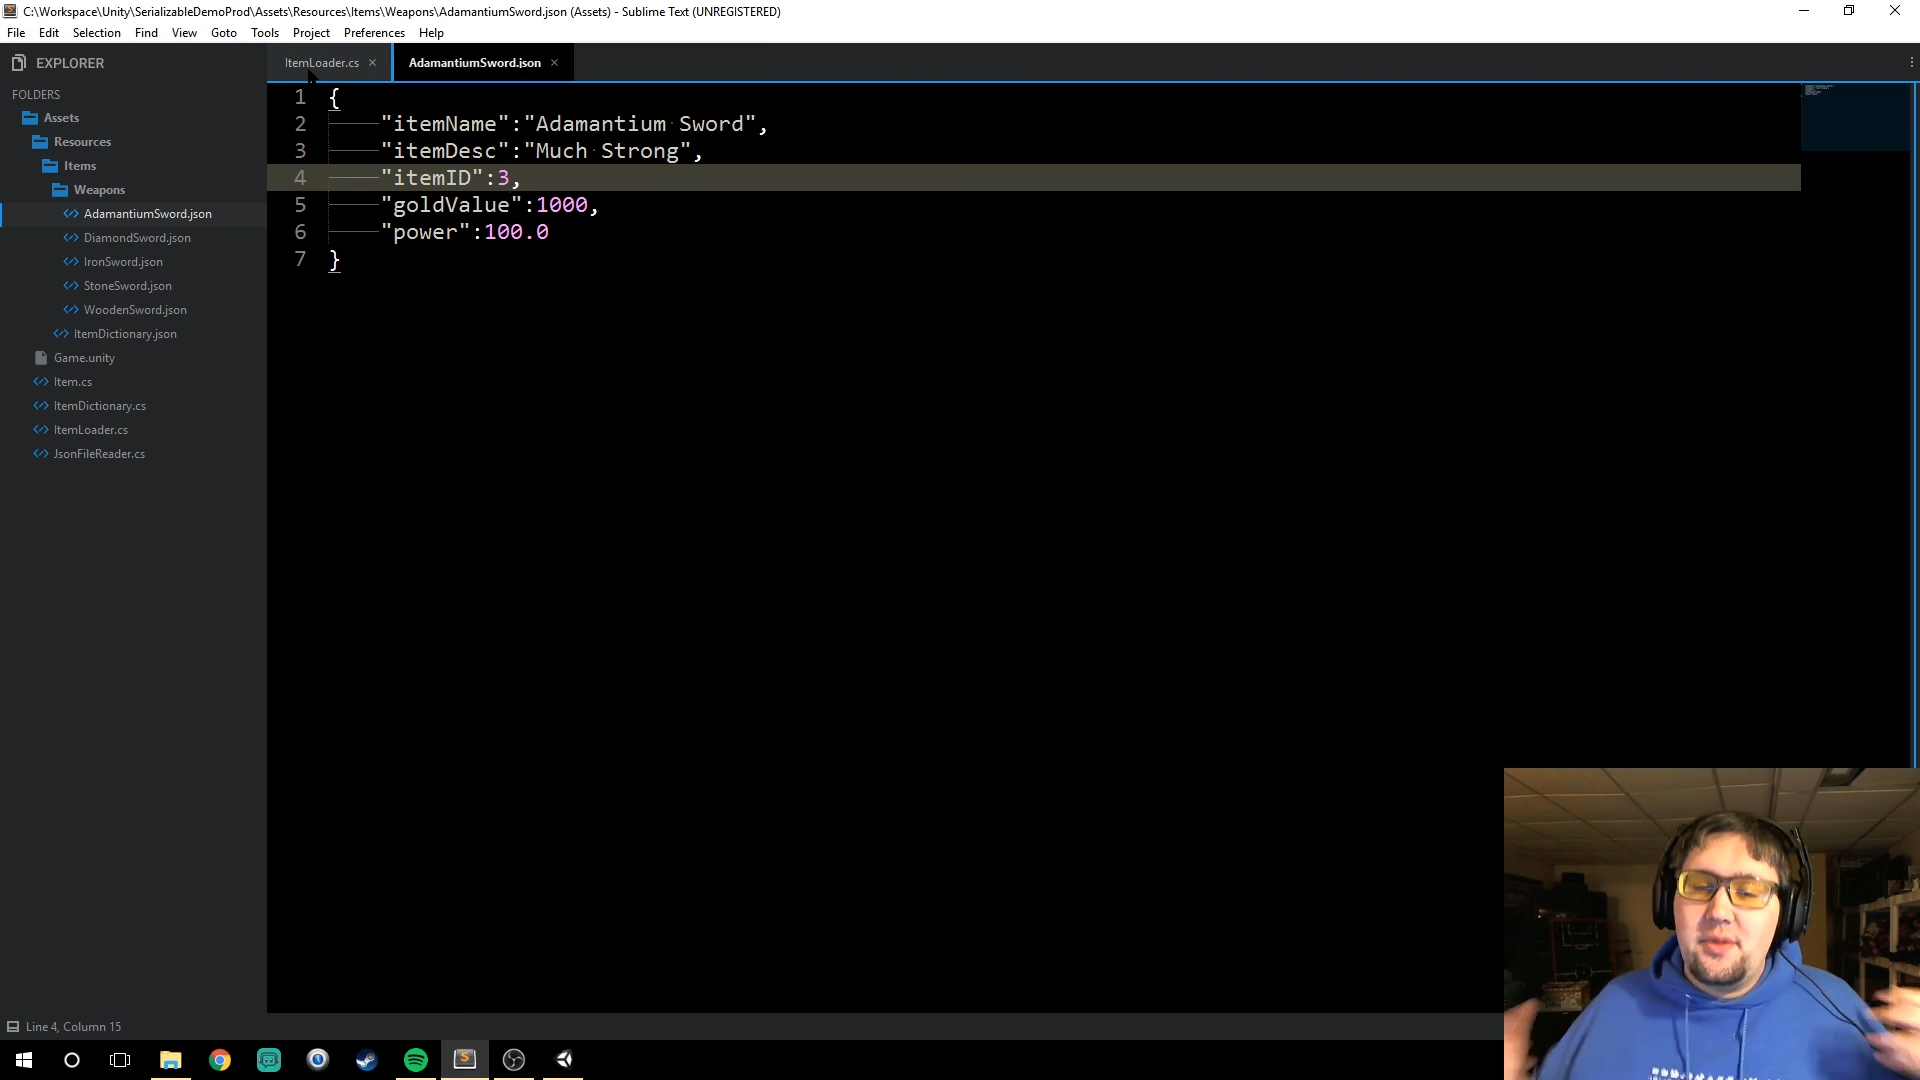 C:\Workspace\Unity\SerializableDemoProd\Assets\Resources\Items\Weapons\AdamantiumSword.json (Assets) - Sublime Text (UNREGISTERED)
File Edit Selection Find View Goto Tools Project Preferences Help
EXPLORER
ItemLoader.cs
AdamantiumSword.json
FOLDERS
Assets
Resources
Items
Weapons
AdamantiumSword.json
DiamondSword.json
IronSword.json
StoneSword.json
WoodenSword.json
ItemDictionary.json
Game.unity
Item.cs
ItemDictionary.cs
ItemLoader.cs
JsonFileReader.cs
1 {
2 "itemName":"Adamantium Sword",
3 "itemDesc":"Much Strong",
4 "itemID":3,
5 "goldValue":1000,
6 "power":100.0
7 }
Line 4, Column 15